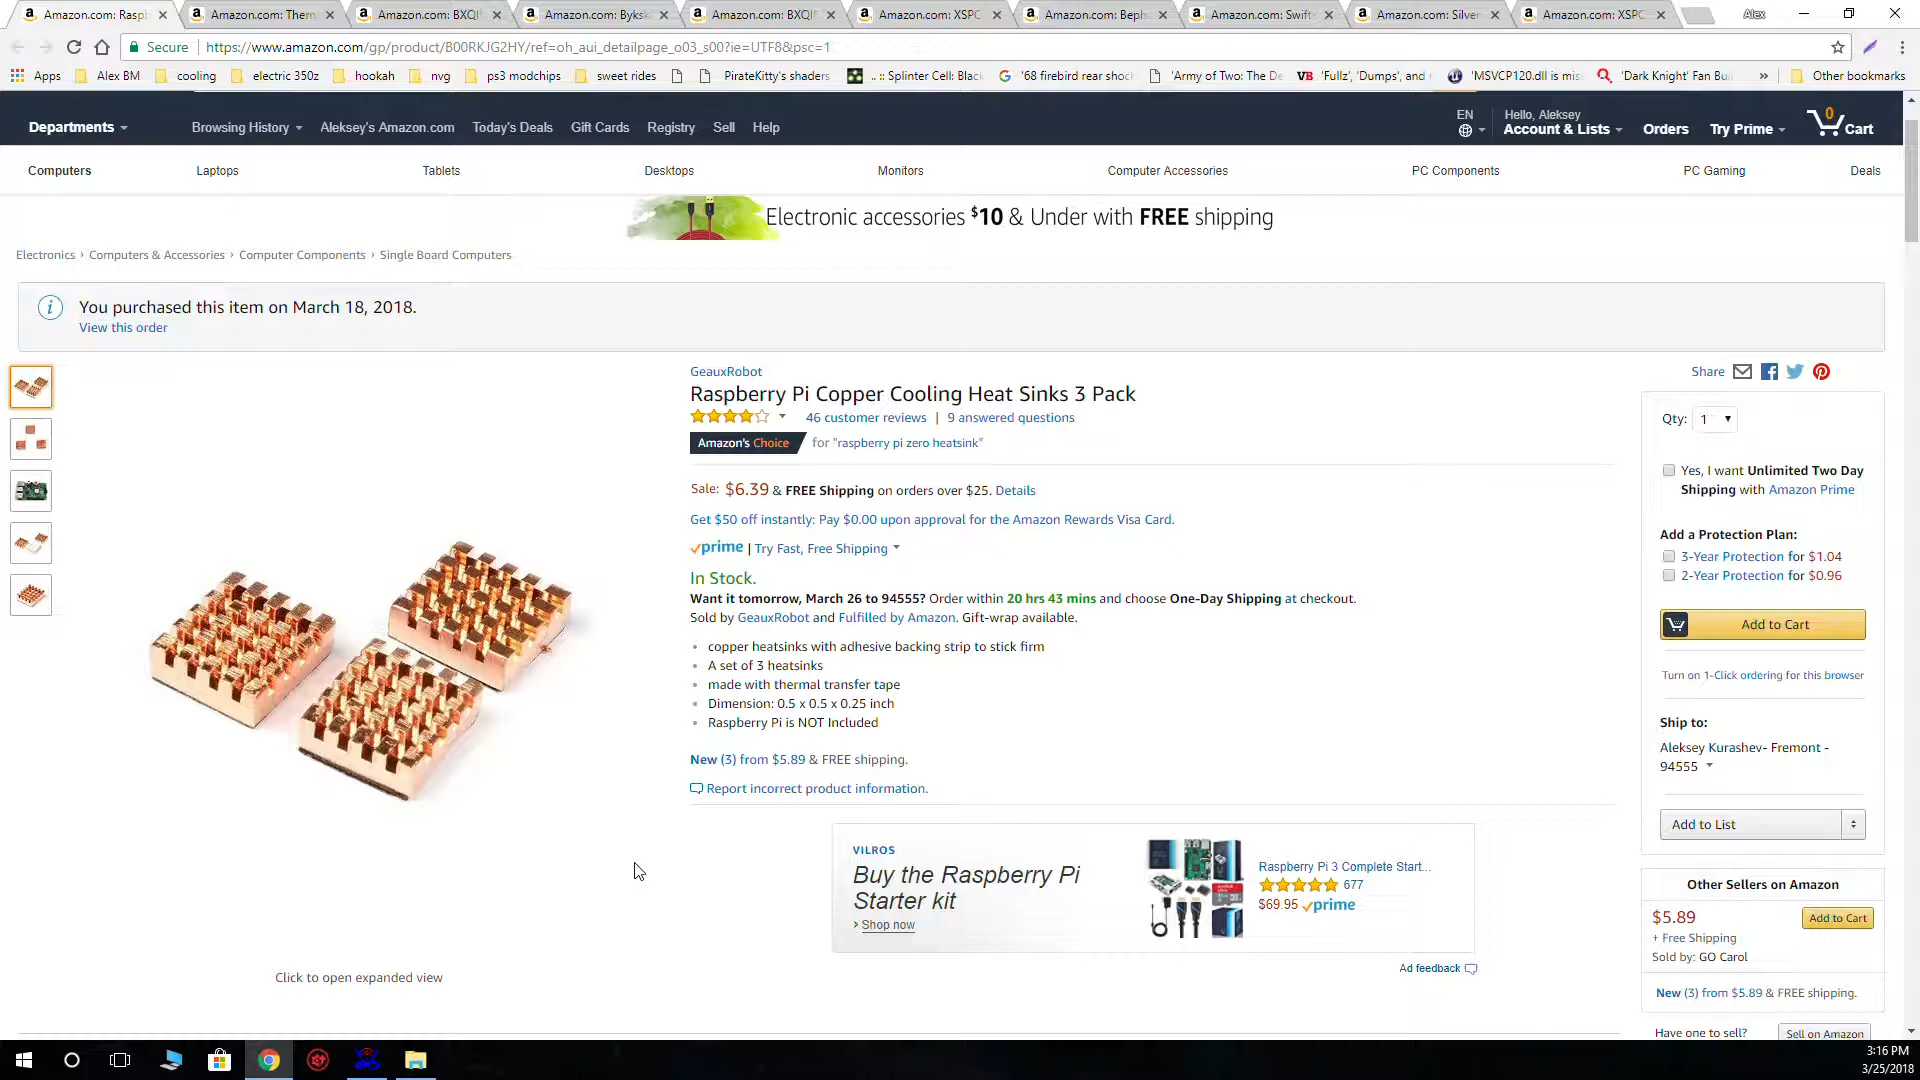 Amazon.com: Rasp
Amazon.com: Ther
Amazon.com: BXQI
Amazon.com: Byksk
Amazon.com: BXQIF
Amazon.com: XSPC
Amazon.com: Beph
Amazon.com: Swift
Amazon.com: Silver
Amazon.com: XSPC
Alex
Secure
https://www.amazon.com/gp/product/B00RKJG2HY/ref=oh_aui_detailpage_o03_s00?ie=UTF8&psc=1
Apps
Alex BM
cooling
electric 350z
hookah
nvg
ps3 modchips
sweet rides
PirateKitty's shaders
.. :: Splinter Cell: Black
'68 firebird rear shoc
'Army of Two: The De
'Fullz', 'Dumps', and
'MSVCP120.dll is mis
'Dark Knight' Fan Bu
»
Other bookmarks
Departments
Browsing History
Aleksey's Amazon.com
Today's Deals
Gift Cards
Registry
Sell
Help
EN
Hello, Aleksey
Account & Lists
Orders
Try Prime
0
Cart
Computers
Laptops
Tablets
Desktops
Monitors
Computer Accessories
PC Components
PC Gaming
Deals
Electronic accessories $10 & Under with FREE shipping
Electronics › Computers & Accessories › Computer Components › Single Board Computers
You purchased this item on March 18, 2018.
View this order
GeauxRobot
Raspberry Pi Copper Cooling Heat Sinks 3 Pack
46 customer reviews | 9 answered questions
Amazon's Choice for "raspberry pi zero heatsink"
Sale: $6.39 & FREE Shipping on orders over $25. Details
Get $50 off instantly: Pay $0.00 upon approval for the Amazon Rewards Visa Card.
prime | Try Fast, Free Shipping
In Stock.
Want it tomorrow, March 26 to 94555? Order within 20 hrs 43 mins and choose One-Day Shipping at checkout.
Sold by GeauxRobot and Fulfilled by Amazon. Gift-wrap available.
• copper heatsinks with adhesive backing strip to stick firm
• A set of 3 heatsinks
• made with thermal transfer tape
• Dimension: 0.5 x 0.5 x 0.25 inch
• Raspberry Pi is NOT Included
New (3) from $5.89 & FREE shipping.
Report incorrect product information.
VILROS
Buy the Raspberry Pi
Starter kit
› Shop now
Raspberry Pi 3 Complete Start...
677
$69.95 prime
Ad feedback
Click to open expanded view
Share
Qty: 1
Yes, I want Unlimited Two Day
Shipping with Amazon Prime
Add a Protection Plan:
3-Year Protection for $1.04
2-Year Protection for $0.96
Add to Cart
Turn on 1-Click ordering for this browser
Ship to:
Aleksey Kurashev- Fremont -
94555
Add to List
Other Sellers on Amazon
$5.89
Add to Cart
+ Free Shipping
Sold by: GO Carol
New (3) from $5.89 & FREE shipping.
Have one to sell?
Sell on Amazon
3:16 PM
3/25/2018